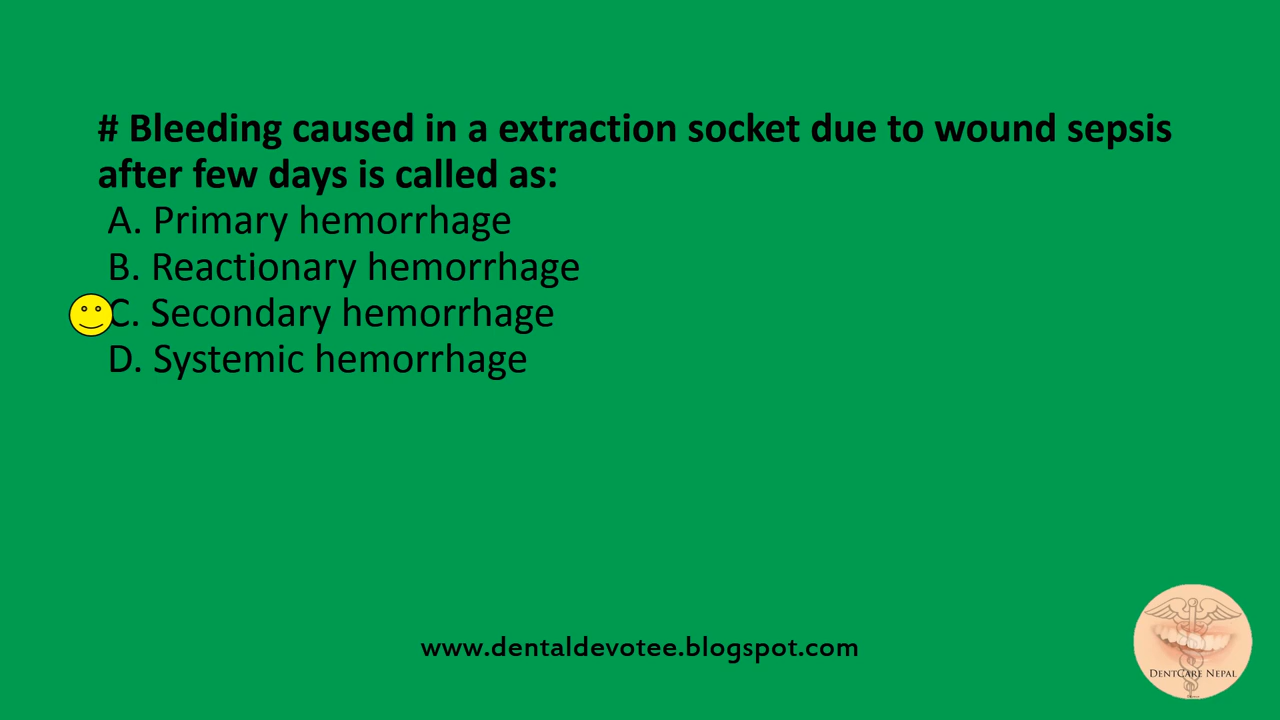 # Bleeding caused in a extraction socket due to wound sepsis
after few days is called as:
A. Primary hemorrhage
B. Reactionary hemorrhage
C. Secondary hemorrhage
D. Systemic hemorrhage
www.dentaldevotee.blogspot.com
DENTCARE NEPAL